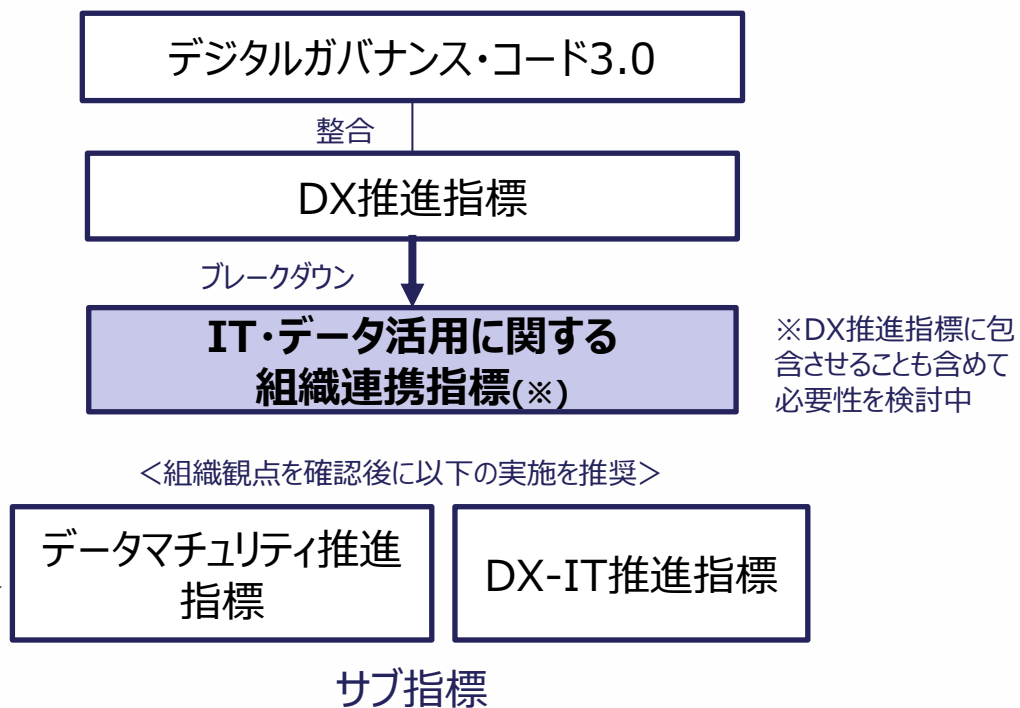 デジタルガバナンス・コード3.0
整合
DX推進指標
ブレークダウン
IT・データ活用に関する
組織連携指標(※)
※DX推進指標に包
含させることも含めて
必要性を検討中
＜組織観点を確認後に以下の実施を推奨＞
データマチュリティ推進
指標
DX-IT推進指標
サブ指標